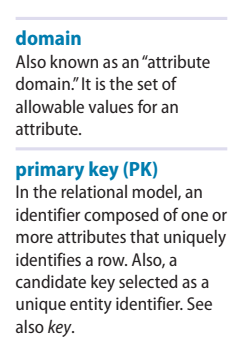 domain
Also known as an “attribute
domain.” It is the set of
allowable values for an
attribute.
primary key (PK)
In the relational model, an
identifier composed of one or
more attributes that uniquely
identifies a row. Also, a
candidate key selected as a
unique entity identifier. See
also key.